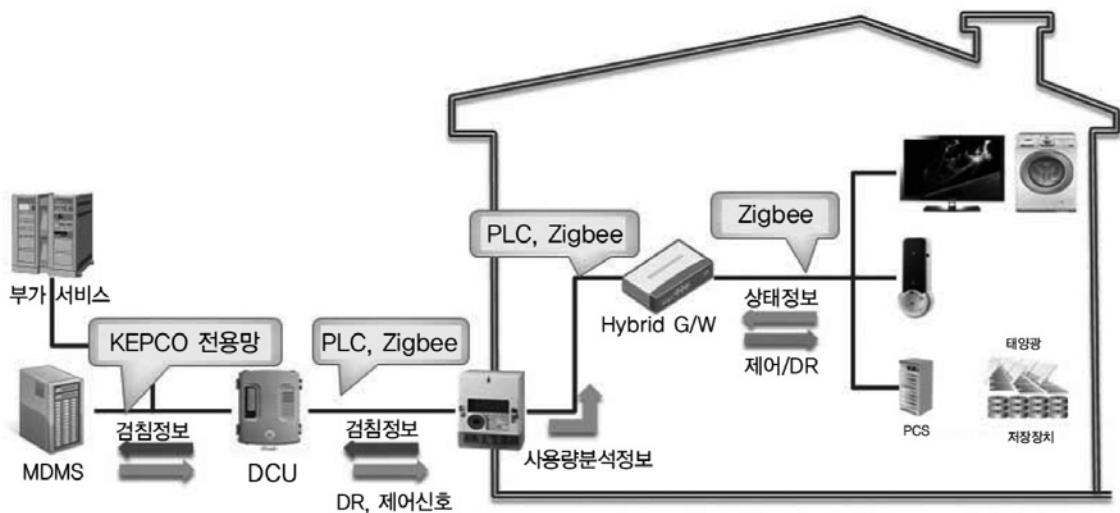 부가 서비스
KEPCO 전용망
MDMS
검침정보
DCU
PLC, Zigbee
검침정보
DR, 제어신호
사용량분석정보
PLC, Zigbee
Hybrid G/W
Zigbee
상태정보
제어/DR
PCS
태양광
저장장치